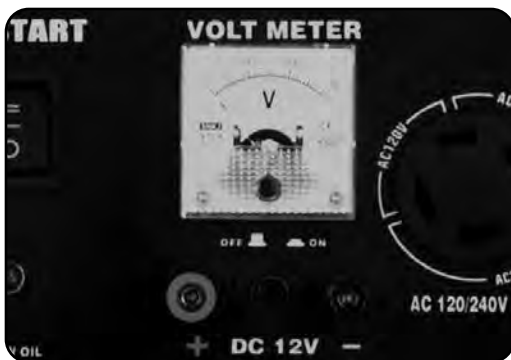 START
VOLT METER
V
AC120V
OFF ON
AC 120/240V
+ DC 12V −
OIL